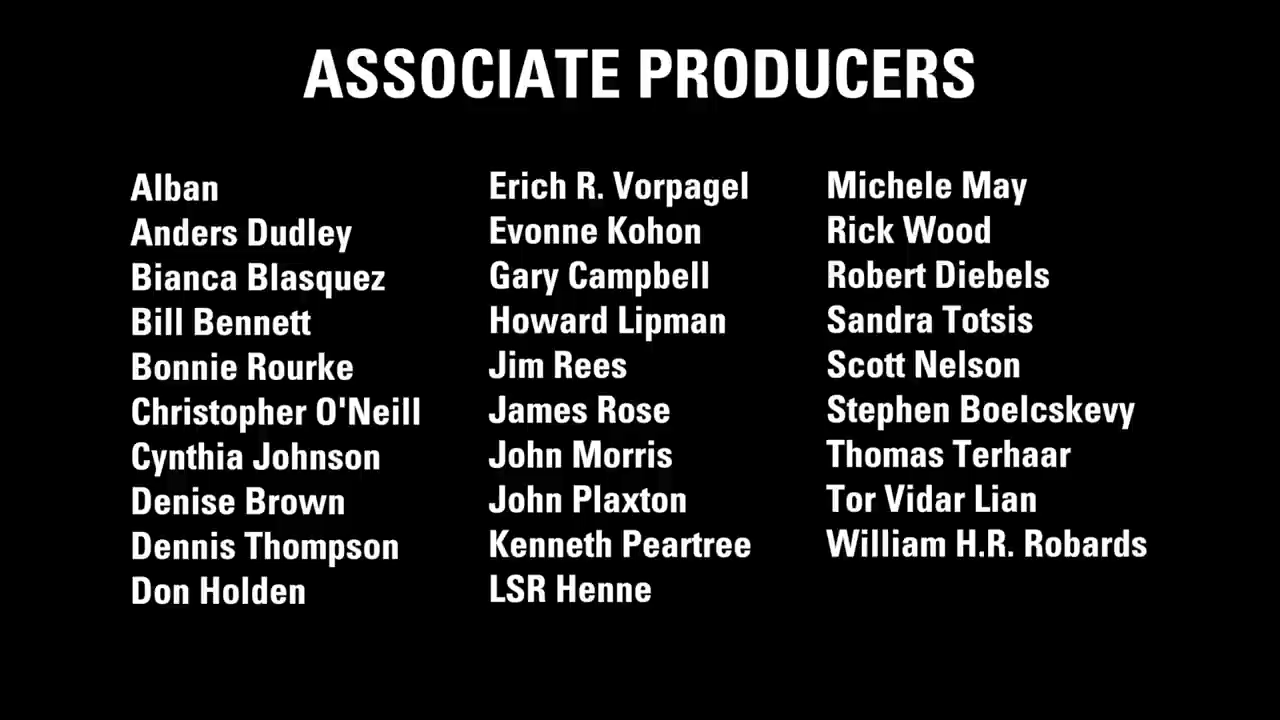 ASSOCIATE PRODUCERS
Alban
Anders Dudley
Bianca Blasquez
Bill Bennett
Bonnie Rourke
Christopher O'Neill
Cynthia Johnson
Denise Brown
Dennis Thompson
Don Holden
Erich R. Vorpagel
Evonne Kohon
Gary Campbell
Howard Lipman
Jim Rees
James Rose
John Morris
John Plaxton
Kenneth Peartree
LSR Henne
Michele May
Rick Wood
Robert Diebels
Sandra Totsis
Scott Nelson
Stephen Boelcskevy
Thomas Terhaar
Tor Vidar Lian
William H.R. Robards